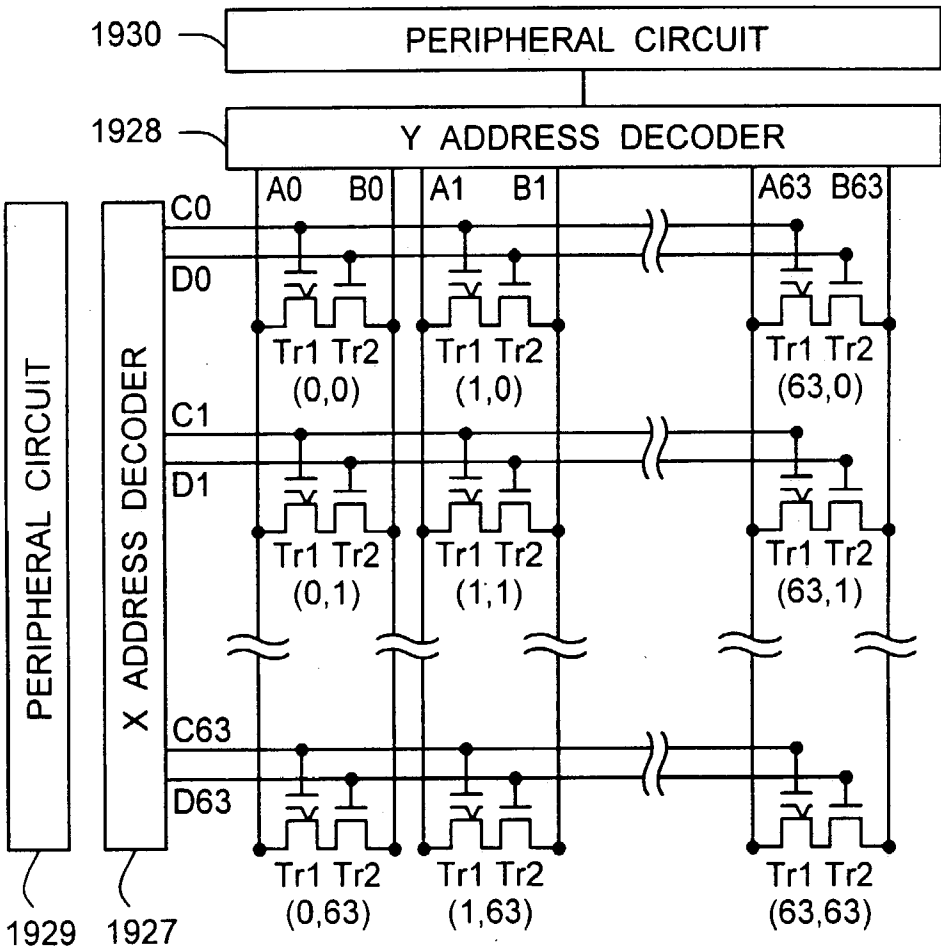 1930
PERIPHERAL CIRCUIT
1928
Y ADDRESS DECODER
A0 B0 A1 B1 A63 B63
C0
D0
Tr1 Tr2 Tr1 Tr2 Tr1 Tr2
(0,0) (1,0) (63,0)
C1
D1
Tr1 Tr2 Tr1 Tr2 Tr1 Tr2
(0,1) (1,1) (63,1)
PERIPHERAL CIRCUIT
X ADDRESS DECODER
C63
D63
Tr1 Tr2 Tr1 Tr2 Tr1 Tr2
(0,63) (1,63) (63,63)
1929 1927